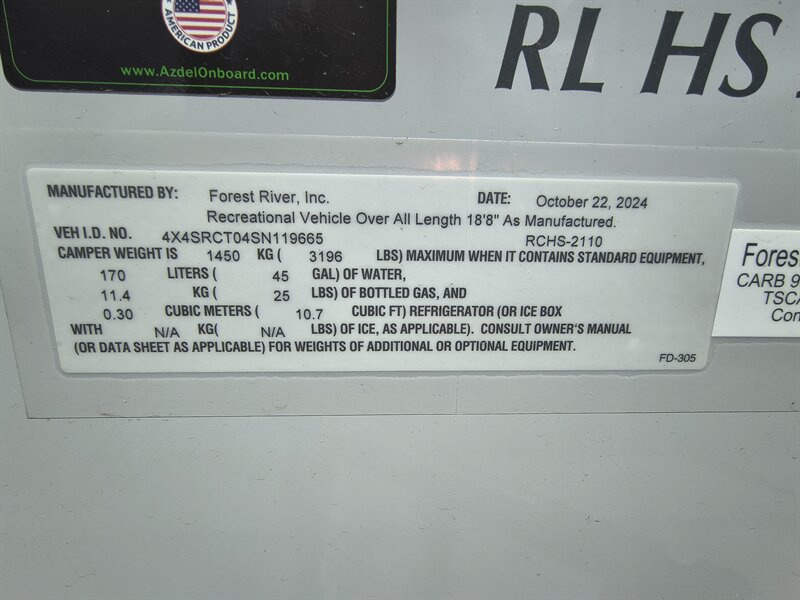 AMERICAN PRODUCT
www.AzdelOnboard.com
RL HS
MANUFACTURED BY: Forest River, Inc. DATE: October 22, 2024
Recreational Vehicle Over All Length 18'8" As Manufactured.
VEH I.D. NO. 4X4SRCT04SN119665 RCHS-2110
CAMPER WEIGHT IS 1450 KG ( 3196 LBS) MAXIMUM WHEN IT CONTAINS STANDARD EQUIPMENT,
170 LITERS ( 45 GAL) OF WATER,
11.4 KG ( 25 LBS) OF BOTTLED GAS, AND
0.30 CUBIC METERS ( 10.7 CUBIC FT) REFRIGERATOR (OR ICE BOX
WITH N/A KG( N/A LBS) OF ICE, AS APPLICABLE). CONSULT OWNER'S MANUAL
(OR DATA SHEET AS APPLICABLE) FOR WEIGHTS OF ADDITIONAL OR OPTIONAL EQUIPMENT.
FD-305
Fores
CARB 9
TSCA
Con